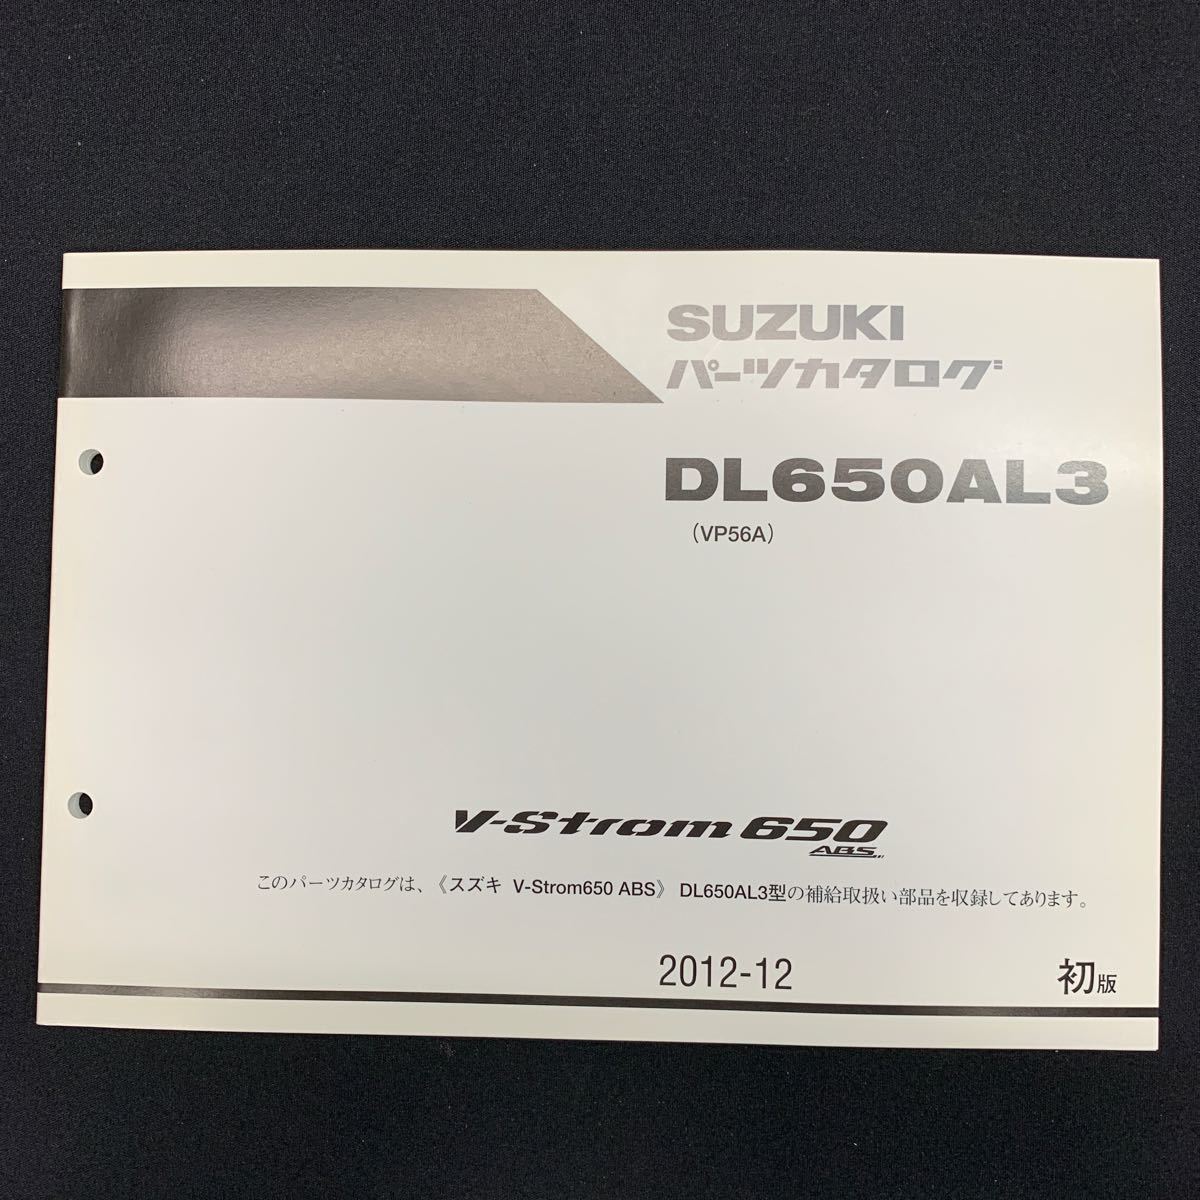 SUZUKI
パーツカタログ
DL650AL3
（VP56A）
V-Strom 650
ABS
このパーツカタログは、《スズキ V-Strom650 ABS》 DL650AL3型の補給取扱い部品を収録してあります。
2012-12 初版